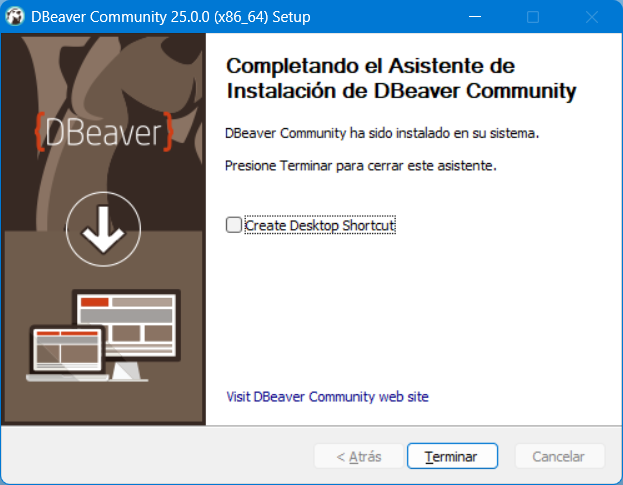 DBeaver Community 25.0.0 (x86_64) Setup
Completando el Asistente de
Instalación de DBeaver Community
{DBeaver}
DBeaver Community ha sido instalado en su sistema.
Presione Terminar para cerrar este asistente.
Create Desktop Shortcut
Visit DBeaver Community web site
< Atrás
Terminar
Cancelar